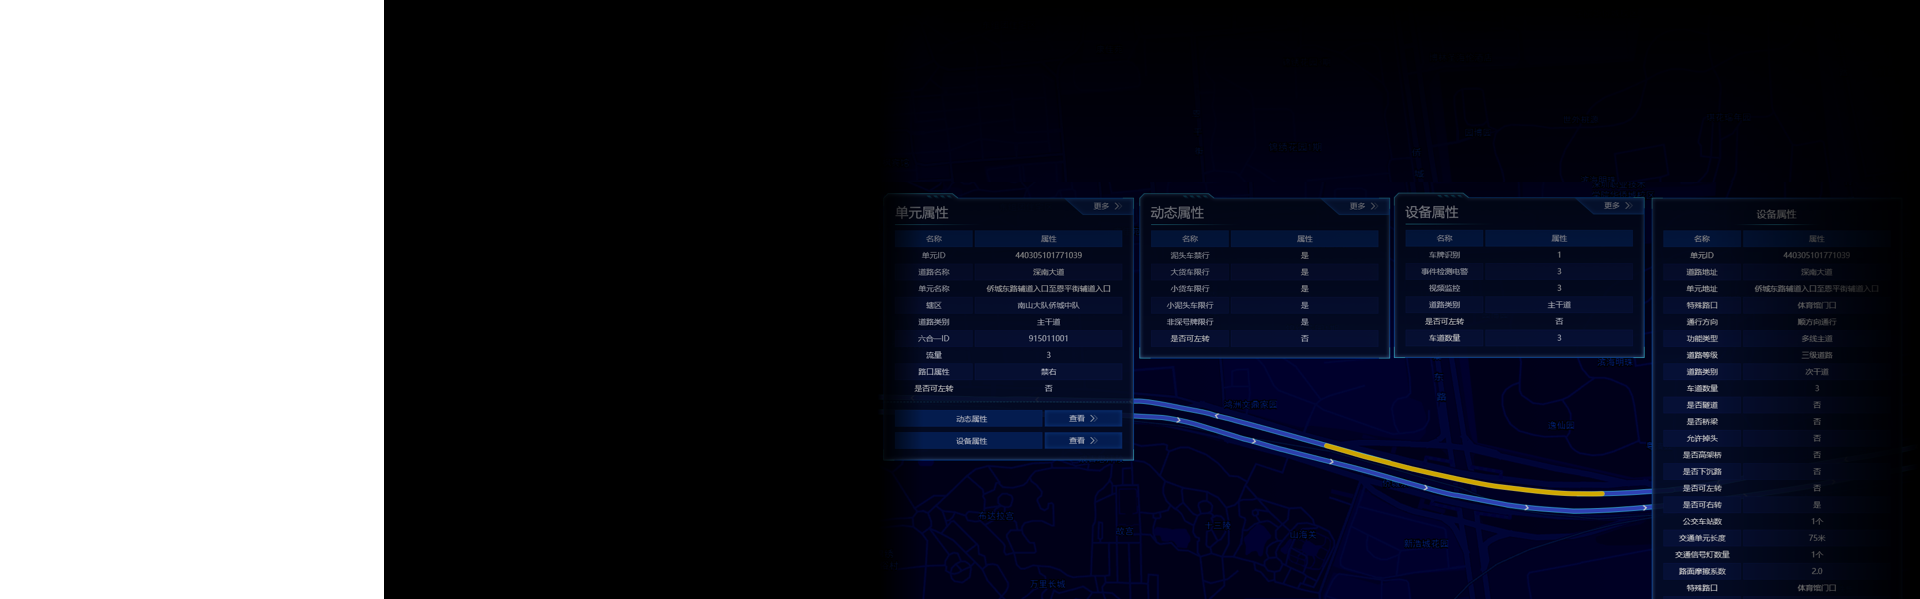 单元属性
更多
名称 属性
单元ID 440305101771039
道路名称 深南大道
单元名称 侨城东路辅道入口至恩平街辅道入口
辖区 南山大队侨城中队
道路类别 主干道
六合一ID 915011001
流量 3
路口属性 禁右
是否可左转 否
动态属性 查看
设备属性 查看
动态属性
更多
名称 属性
泥头车禁行 是
大货车限行 是
小货车限行 是
小泥头车限行 是
非深号牌限行 是
是否可左转 否
设备属性
更多
名称 属性
车牌识别 1
事件检测电警 3
视频监控 3
道路类别 主干道
是否可左转 否
车道数量 3
设备属性
名称 属性
单元ID 440305101771039
道路地址 深南大道
单元地址 侨城东路辅道入口至恩平街辅道入口
特殊路口 体育馆门口
通行方向 顺方向通行
功能类型 多线主道
道路等级 三级道路
道路类别 次干道
车道数量 3
是否隧道 否
是否桥梁 否
允许掉头 否
是否高架桥 否
是否下沉路 否
是否可左转 否
是否可右转 是
公交车站数 1个
交通单元长度 75米
交通信号灯数量 1个
路面摩擦系数 2.0
特殊路口 体育馆门口
故宫
十三陵
万里长城